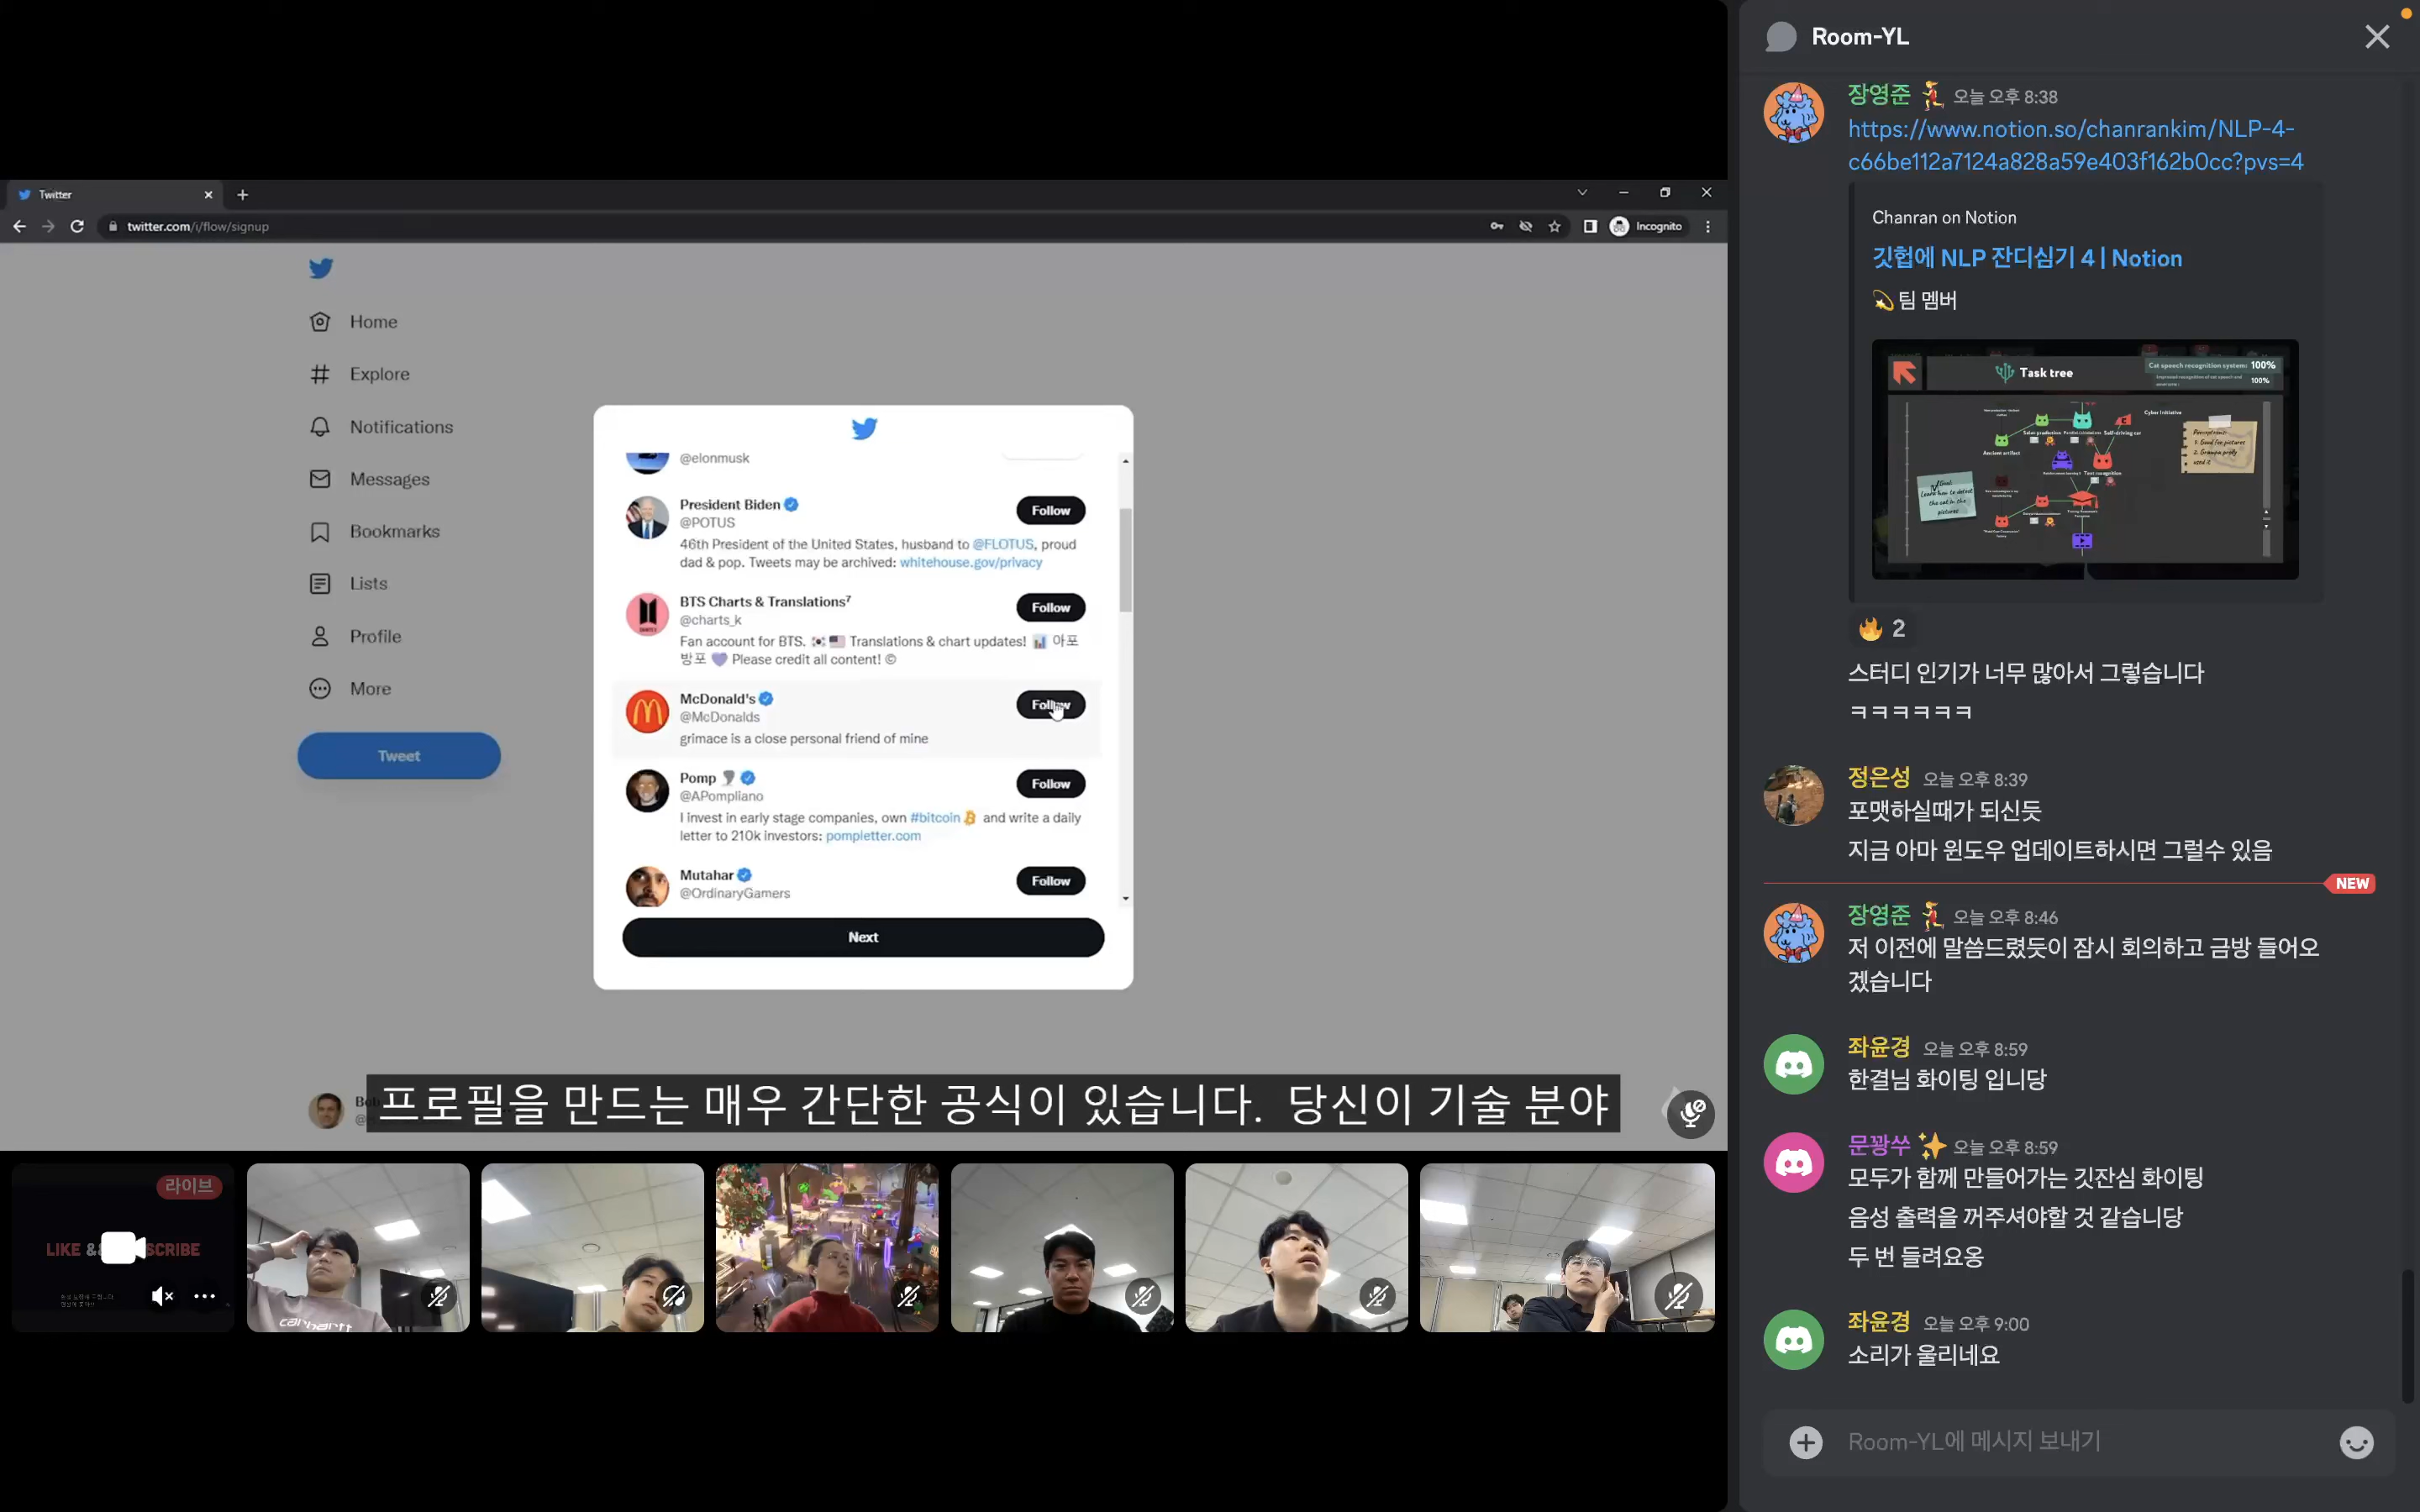 Twitter
twitter.com/i/flow/signup
Incognito
Home
Explore
Notifications
Messages
Bookmarks
Lists
Profile
More
Tweet
@elonmusk
President Biden
@POTUS
Follow
46th President of the United States, husband to @FLOTUS, proud
dad & pop. Tweets may be archived: whitehouse.gov/privacy
BTS Charts & Translations⁷
@charts_k
Follow
Fan account for BTS. 🇰🇷 🇺🇸 Translations & chart updates! 📊 아포
방포 💜 Please credit all content! ©
McDonald's
@McDonalds
Follow
grimace is a close personal friend of mine
Pomp
@APompliano
Follow
I invest in early stage companies, own #bitcoin and write a daily
letter to 210k investors: pompletter.com
Mutahar
@OrdinaryGamers
Follow
Next
프로필을 만드는 매우 간단한 공식이 있습니다. 당신이 기술 분야
라이브
LIKE & SCRIBE
carhartt
Room-YL
장영준 오늘 오후 8:38
https://www.notion.so/chanrankim/NLP-4-
c66be112a7124a828a59e403f162b0cc?pvs=4
Chanran on Notion
깃헙에 NLP 잔디심기 4 | Notion
💫 팀 멤버
Task tree
Cat speech recognition system: 100%
100%
Cyber Initiative
Ancient artifact
🔥 2
스터디 인기가 너무 많아서 그렇습니다
ㅋㅋㅋㅋㅋㅋ
정은성 오늘 오후 8:39
포맷하실때가 되신듯
지금 아마 윈도우 업데이트하시면 그럴수 있음
NEW
장영준 오늘 오후 8:46
저 이전에 말씀드렸듯이 잠시 회의하고 금방 들어오
겠습니다
좌윤경 오늘 오후 8:59
한결님 화이팅 입니당
문꽝쑤 ✨ 오늘 오후 8:59
모두가 함께 만들어가는 깃잔심 화이팅
음성 출력을 꺼주셔야할 것 같습니당
두 번 들려요옹
좌윤경 오늘 오후 9:00
소리가 울리네요
Room-YL에 메시지 보내기